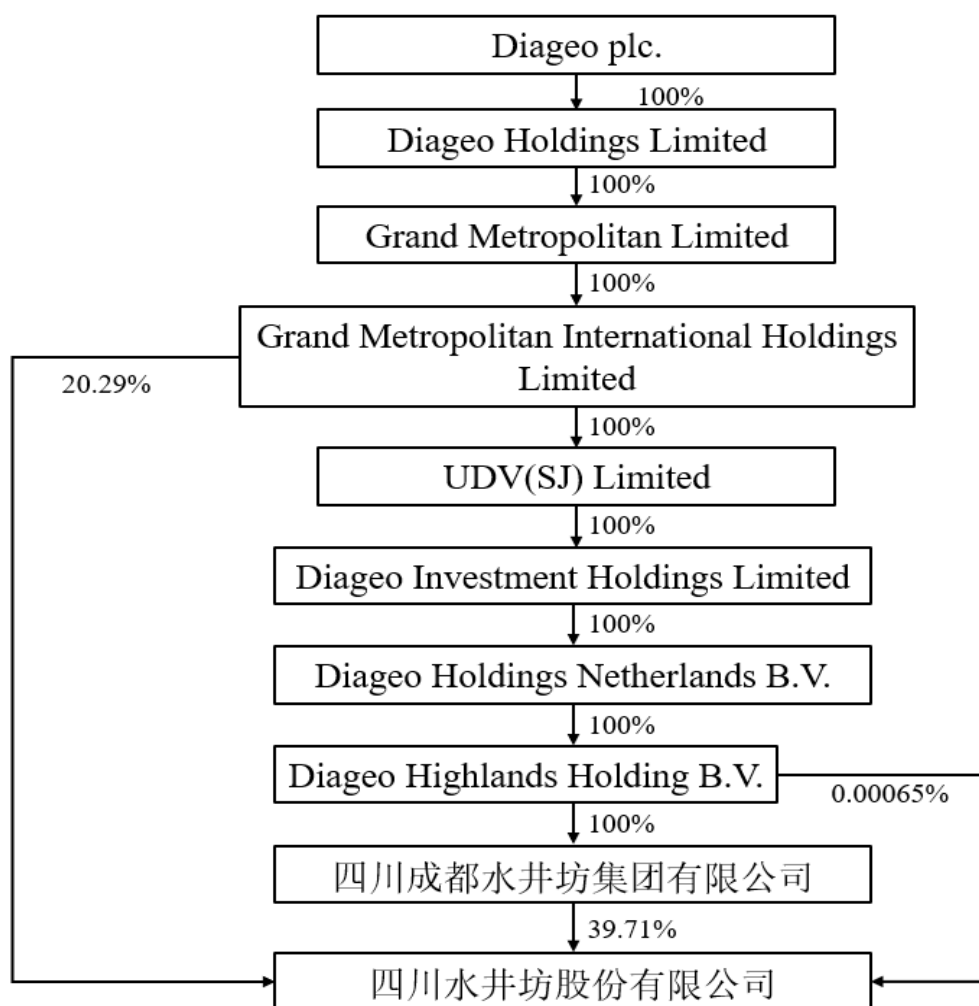 Diageo plc.
100%
Diageo Holdings Limited
100%
Grand Metropolitan Limited
100%
Grand Metropolitan International Holdings
Limited
20.29%
100%
UDV(SJ) Limited
100%
Diageo Investment Holdings Limited
100%
Diageo Holdings Netherlands B.V.
100%
Diageo Highlands Holding B.V.
0.00065%
100%
四川成都水井坊集团有限公司
39.71%
四川水井坊股份有限公司